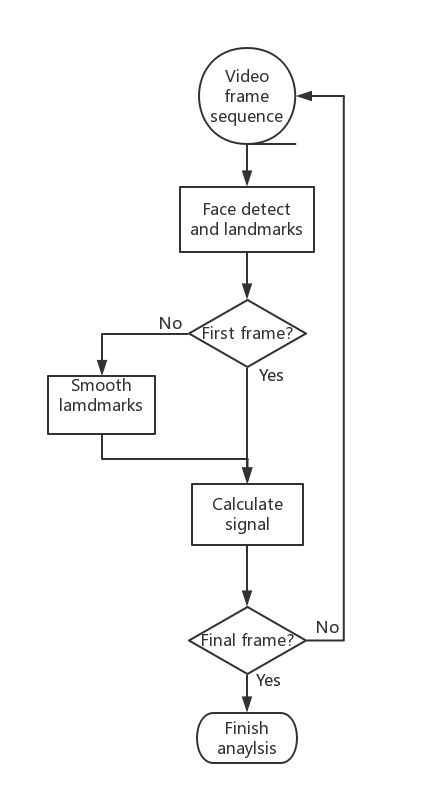 Video
frame
sequence
Face detect
and landmarks
No
First frame?
Yes
Smooth
lamdmarks
Calculate
signal
Final frame?
No
Yes
Finish
anaylsis